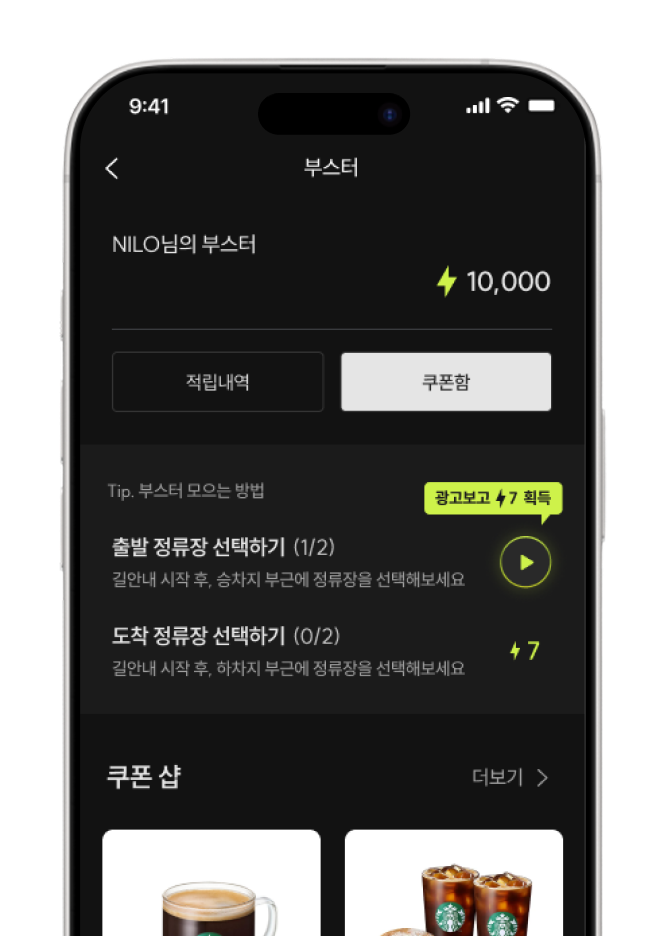 9:41
부스터
NILO님의 부스터
10,000
적립내역
쿠폰함
Tip. 부스터 모으는 방법
광고보고 7 획득
출발 정류장 선택하기 (1/2)
길안내 시작 후, 승차지 부근에 정류장을 선택해보세요
도착 정류장 선택하기 (0/2)
7
길안내 시작 후, 하차지 부근에 정류장을 선택해보세요
쿠폰 샵
더보기